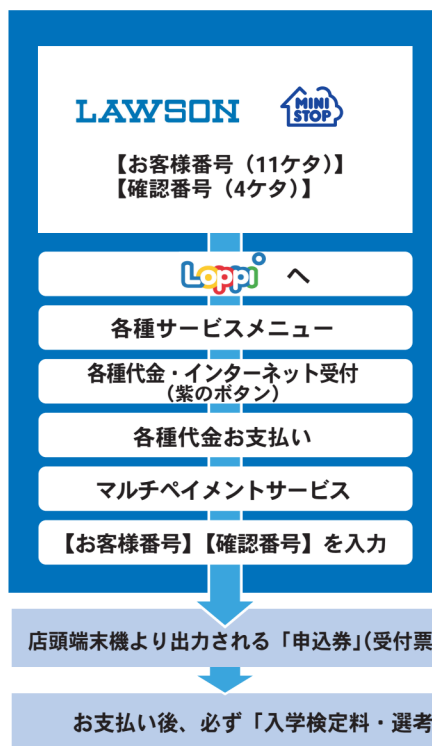 LAWSON
MINI
STOP
【お客様番号（11ケタ）】
【確認番号（4ケタ）】
Loppi へ
各種サービスメニュー
各種代金・インターネット受付
（紫のボタン）
各種代金お支払い
マルチペイメントサービス
【お客様番号】【確認番号】を入力
店頭端末機より出力される「申込券」（受付票
お支払い後、必ず「入学検定料・選考